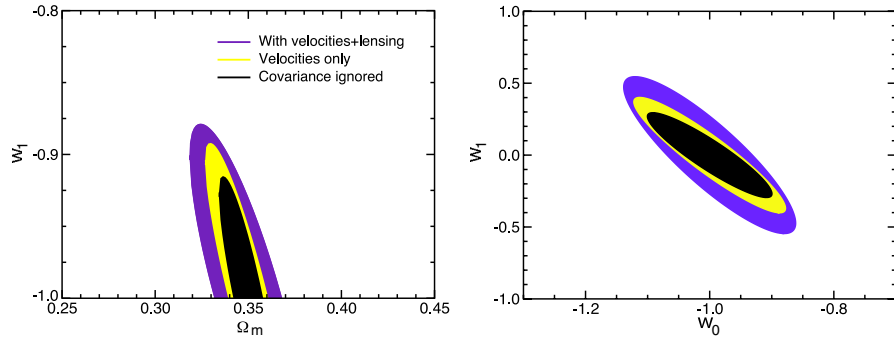 -0.8
-0.9
-1.0
W1
0.25
0.30
0.35
0.40
0.45
Ωm
With velocities+lensing
Velocities only
Covariance ignored
1.0
0.5
0.0
-0.5
-1.0
W1
-1.2
-1.0
-0.8
W0